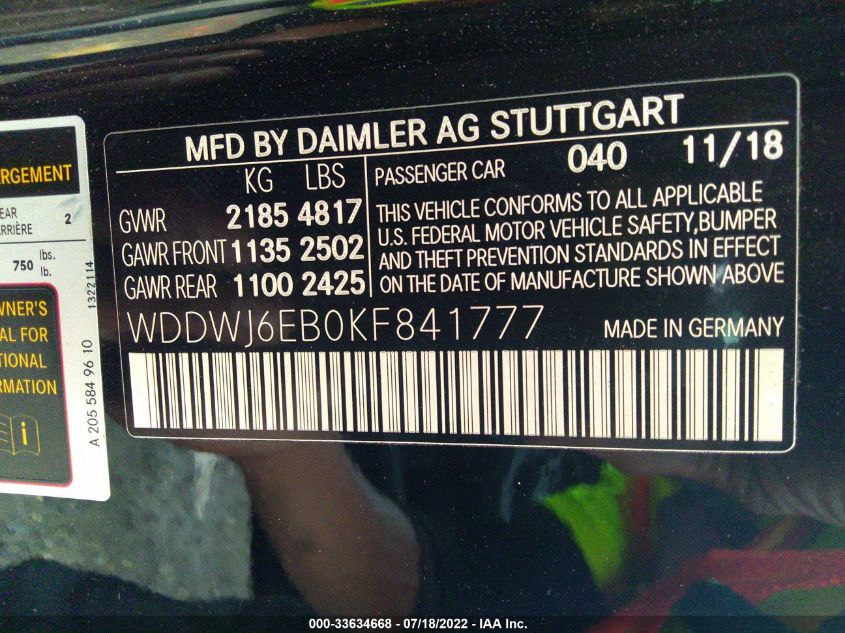 RGEMENT
EAR
RRIÈRE 2
750 lbs.
lb.
1322114
WNER'S
AL FOR
TIONAL
RMATION
A 205 584 96 10
MFD BY DAIMLER AG STUTTGART
KG LBS
GVWR 2185 4817
GAWR FRONT 1135 2502
GAWR REAR 1100 2425
PASSENGER CAR 040 11/18
THIS VEHICLE CONFORMS TO ALL APPLICABLE
U.S. FEDERAL MOTOR VEHICLE SAFETY,BUMPER
AND THEFT PREVENTION STANDARDS IN EFFECT
ON THE DATE OF MANUFACTURE SHOWN ABOVE
WDDWJ6EB0KF841777 MADE IN GERMANY
000-33634668 - 07/18/2022 - IAA Inc.